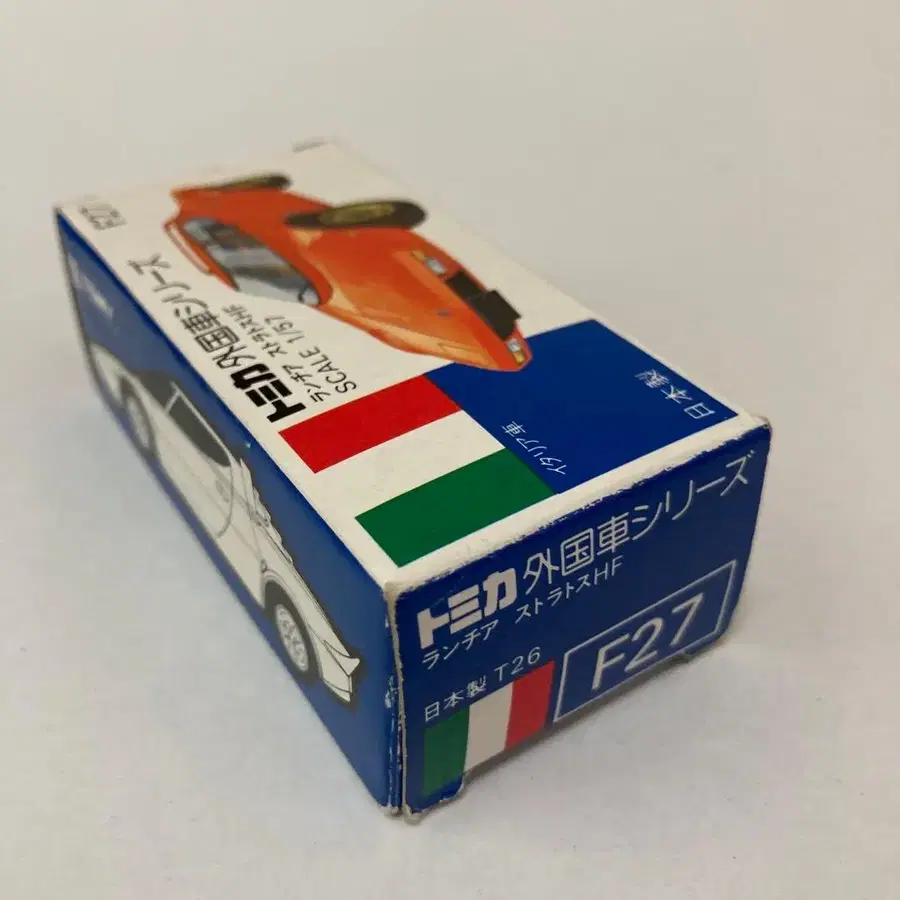 F27
トミカ外国車シリーズ
ランチア ストラトスHF
SCALE 1/57
イタリア車
日本製
トミカ外国車シリーズ
ランチア ストラトスHF
日本製 T26
F27